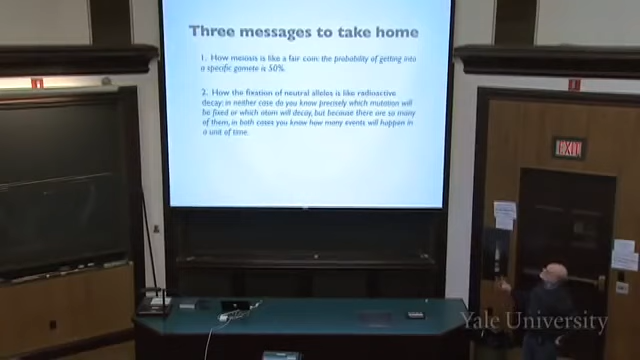 Three messages to take home
1. How meiosis is like a fair coin: the probability of getting into
a specific gamete is 50%.
2. How the fixation of neutral alleles is like radioactive
decay: in neither case do you know precisely which mutation will
be fixed or which atom will decay, but because there are so many
of them, in both cases you know how many events will happen in
a unit of time.
EXIT
Yale University